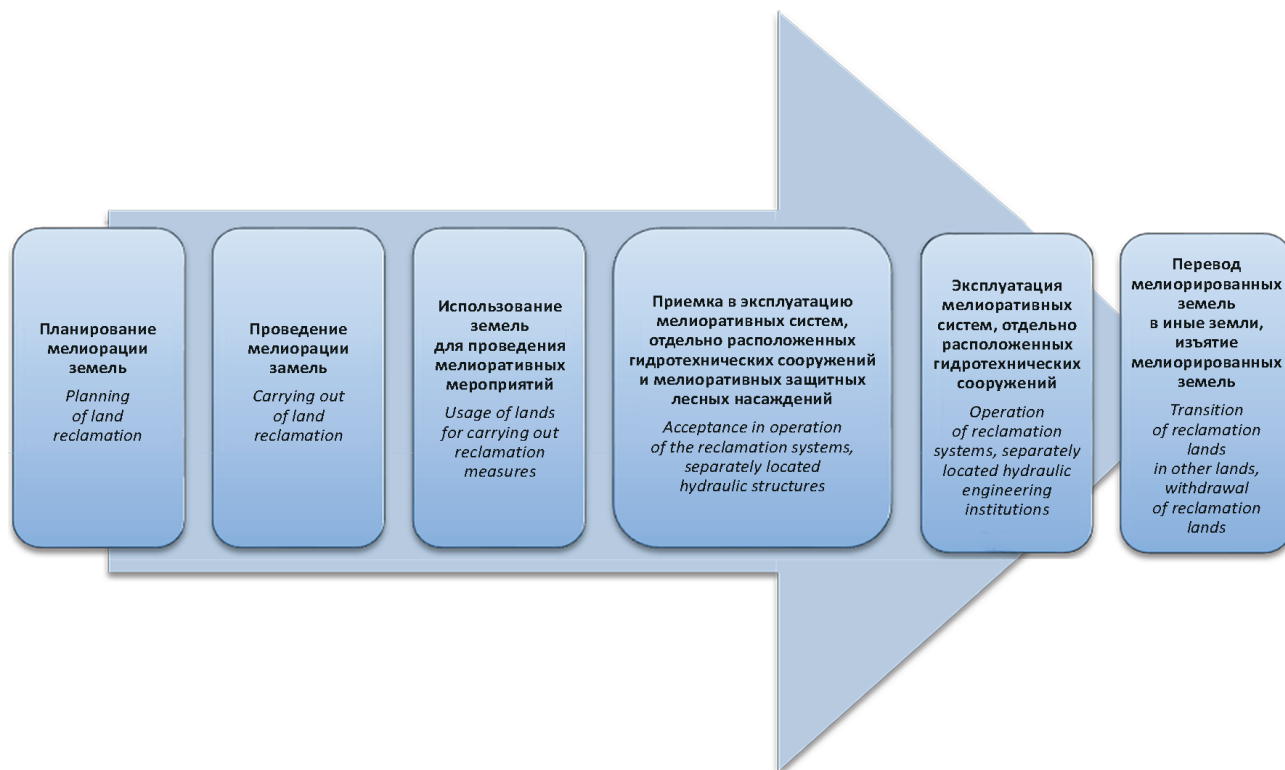 Планирование
мелиорации
земель
Planning
of land
reclamation
Проведение
мелиорации
замель
Carrying out
of land
reclamation
Использование
земель
для проведения
мелиоративных
мероприятий
Usage of lands
for carrying out
reclamation
measures
Приемка в эксплуатацию
мелиоративных систем,
отдельно расположенных
гидротехнических сооружений
и мелиоративных защитных
лесных насаждений
Acceptance in operation
of the reclamation systems,
separately located
hydraulic structures
Эксплуатация
мелиоративных
систем, отдельно
расположенных
гидротехнических
сооружений
Operation
of reclamation
systems, separately
located hydraulic
engineering
institutions
Перевод
мелиорированных
земель
в иные земли,
изъятие
мелиорированных
земель
Transition
of reclamation
lands
in other lands,
withdrawal
of reclamation
lands